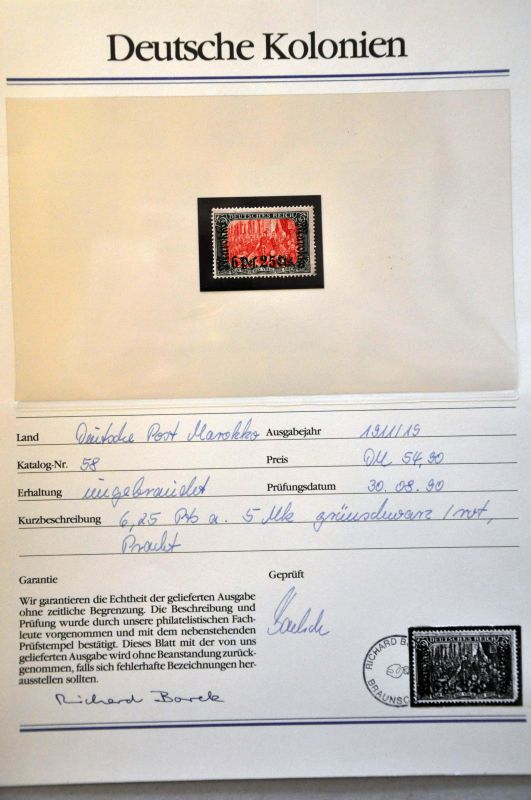 Deutsche Kolonien
DEUTSCHES REICH
6 P. 25 Cts.
Land Deutsche Post Marokko Ausgabejahr 1911/19
Katalog-Nr. 58 Preis DM 54,90
Erhaltung ungebraucht Prüfungsdatum 30.08.90
Kurzbeschreibung 6,25 Pts a. 5 Mk grünschwarz / rot,
Pracht
Garantie Geprüft
Wir garantieren die Echtheit der gelieferten Ausgabe
ohne zeitliche Begrenzung. Die Beschreibung und
Prüfung wurde durch unsere philatelistischen Fach-
leute vorgenommen und mit dem nebenstehenden
Prüfstempel bestätigt. Dieses Blatt mit der von uns
gelieferten Ausgabe wird ohne Beanstandung zurück-
genommen, falls sich fehlerhafte Bezeichnungen her-
ausstellen sollten.
Richard Borek
RICHARD B
BRAUNSC
DEUTSCHES REICH